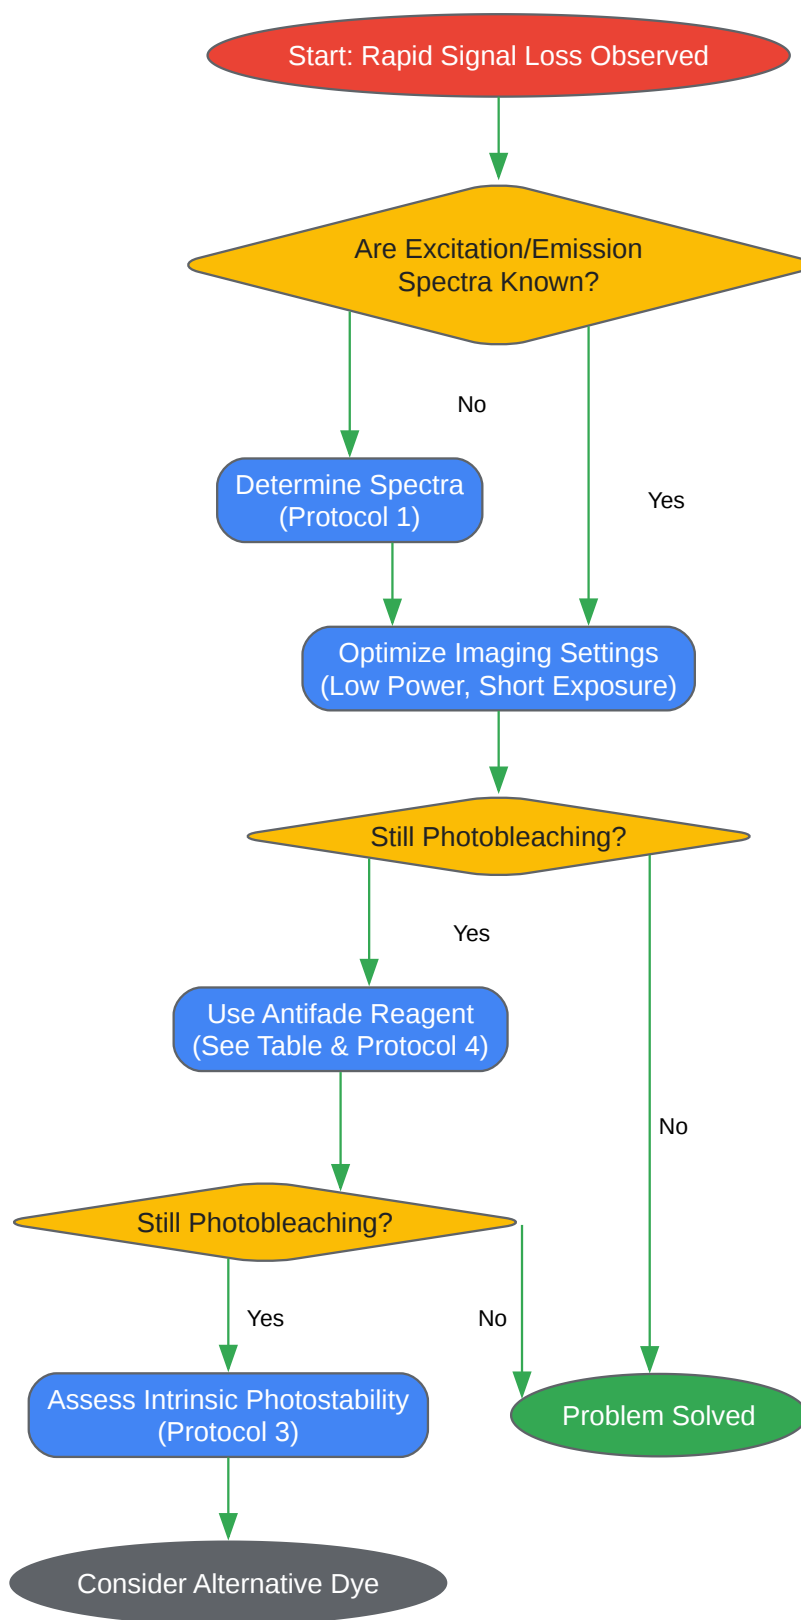 Start: Rapid Signal Loss Observed
Are Excitation/Emission
Spectra Known?
No
Determine Spectra
(Protocol 1)
Yes
Optimize Imaging Settings
(Low Power, Short Exposure)
Still Photobleaching?
Yes
Use Antifade Reagent
(See Table & Protocol 4)
No
Still Photobleaching?
Yes
No
Assess Intrinsic Photostability
(Protocol 3)
Problem Solved
Consider Alternative Dye